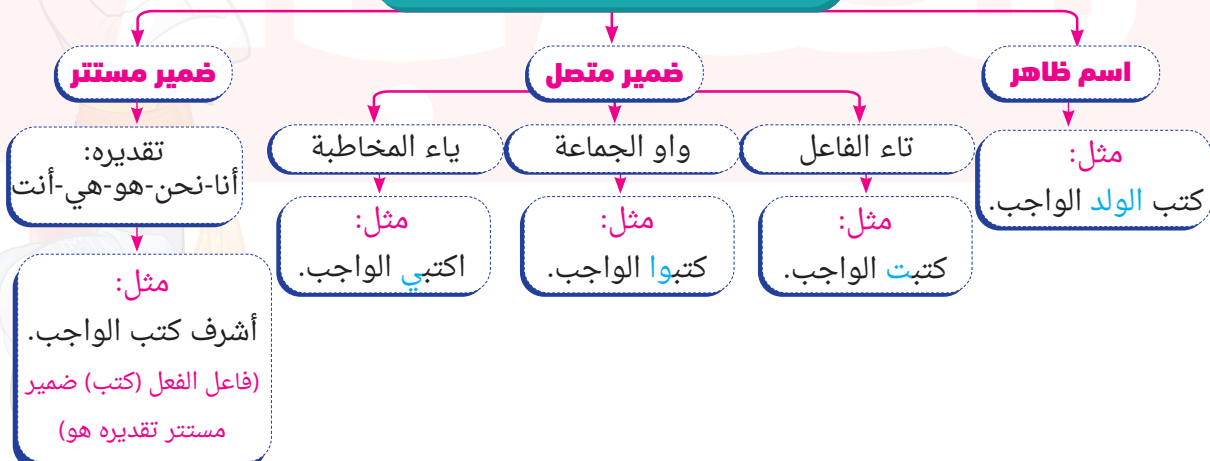 اسم ظاهر
مثل:
كتب الولد الواجب.
ضمير متصل
تاء الفاعل
مثل:
كتبت الواجب.
واو الجماعة
مثل:
كتبوا الواجب.
ياء المخاطبة
مثل:
اكتبي الواجب.
ضمير مستتر
تقديره:
أنا-نحن-هو-هي-أنت
مثل:
أشرف كتب الواجب.
(فاعل الفعل (كتب) ضمير
مستتر تقديره هو)